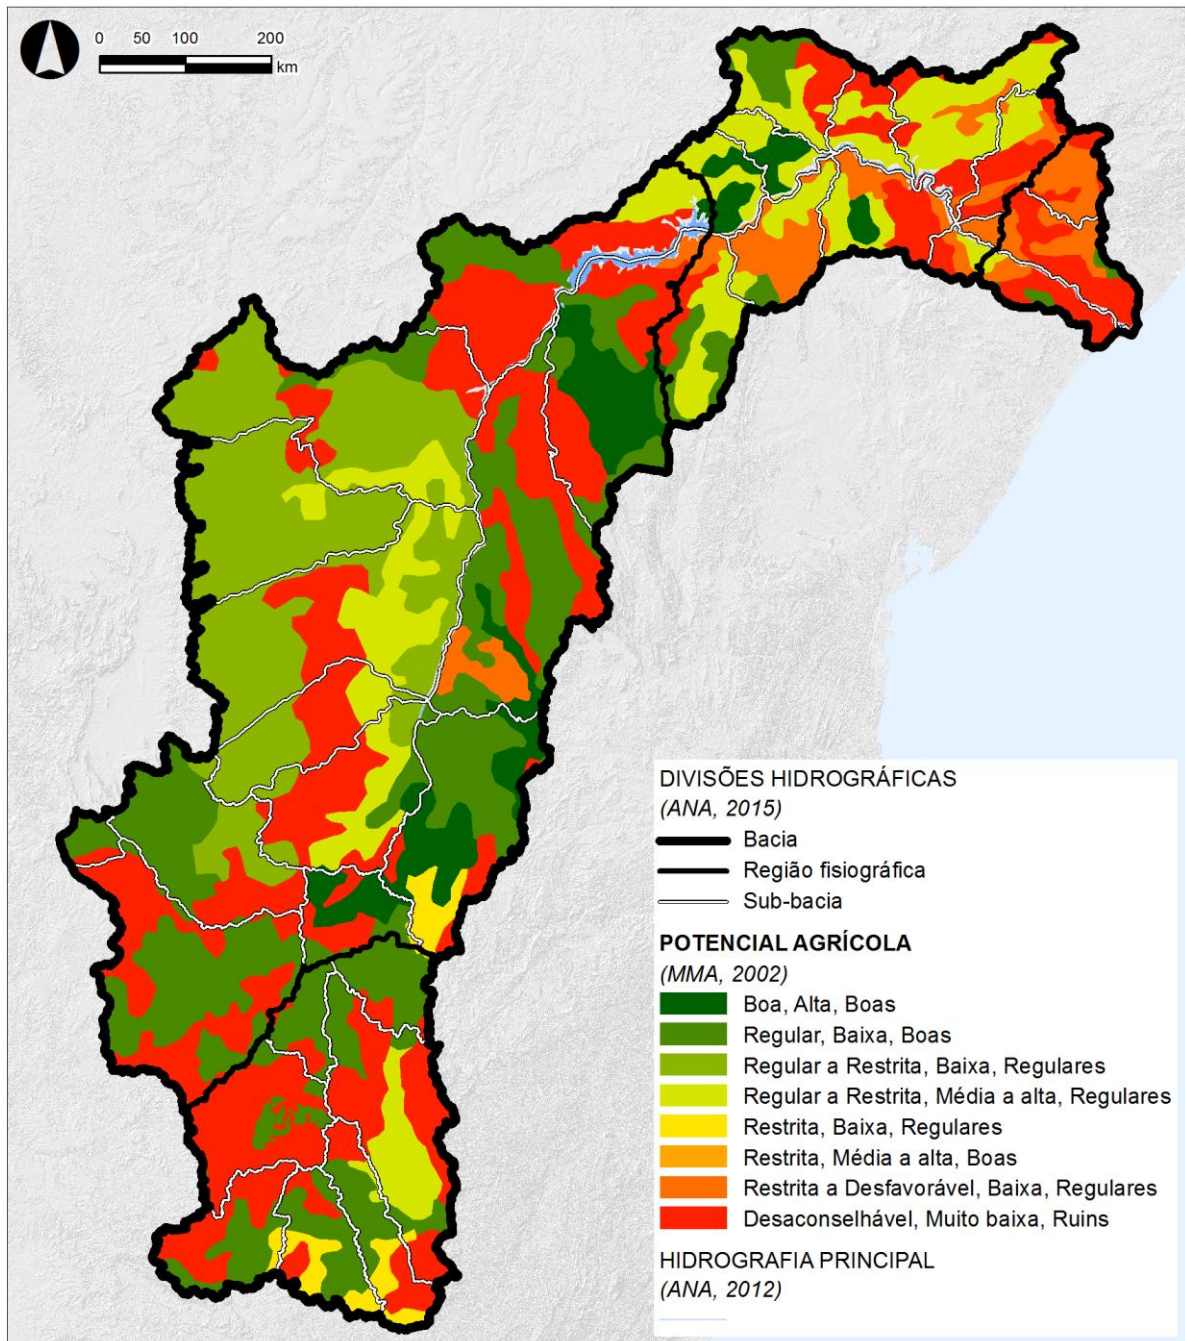 0 50 100 200
km
DIVISÕES HIDROGRÁFICAS
(ANA, 2015)
Bacia
Região fisiográfica
Sub-bacia
POTENCIAL AGRÍCOLA
(MMA, 2002)
Boa, Alta, Boas
Regular, Baixa, Boas
Regular a Restrita, Baixa, Regulares
Regular a Restrita, Média a alta, Regulares
Restrita, Baixa, Regulares
Restrita, Média a alta, Boas
Restrita a Desfavorável, Baixa, Regulares
Desaconselhável, Muito baixa, Ruins
HIDROGRAFIA PRINCIPAL
(ANA, 2012)